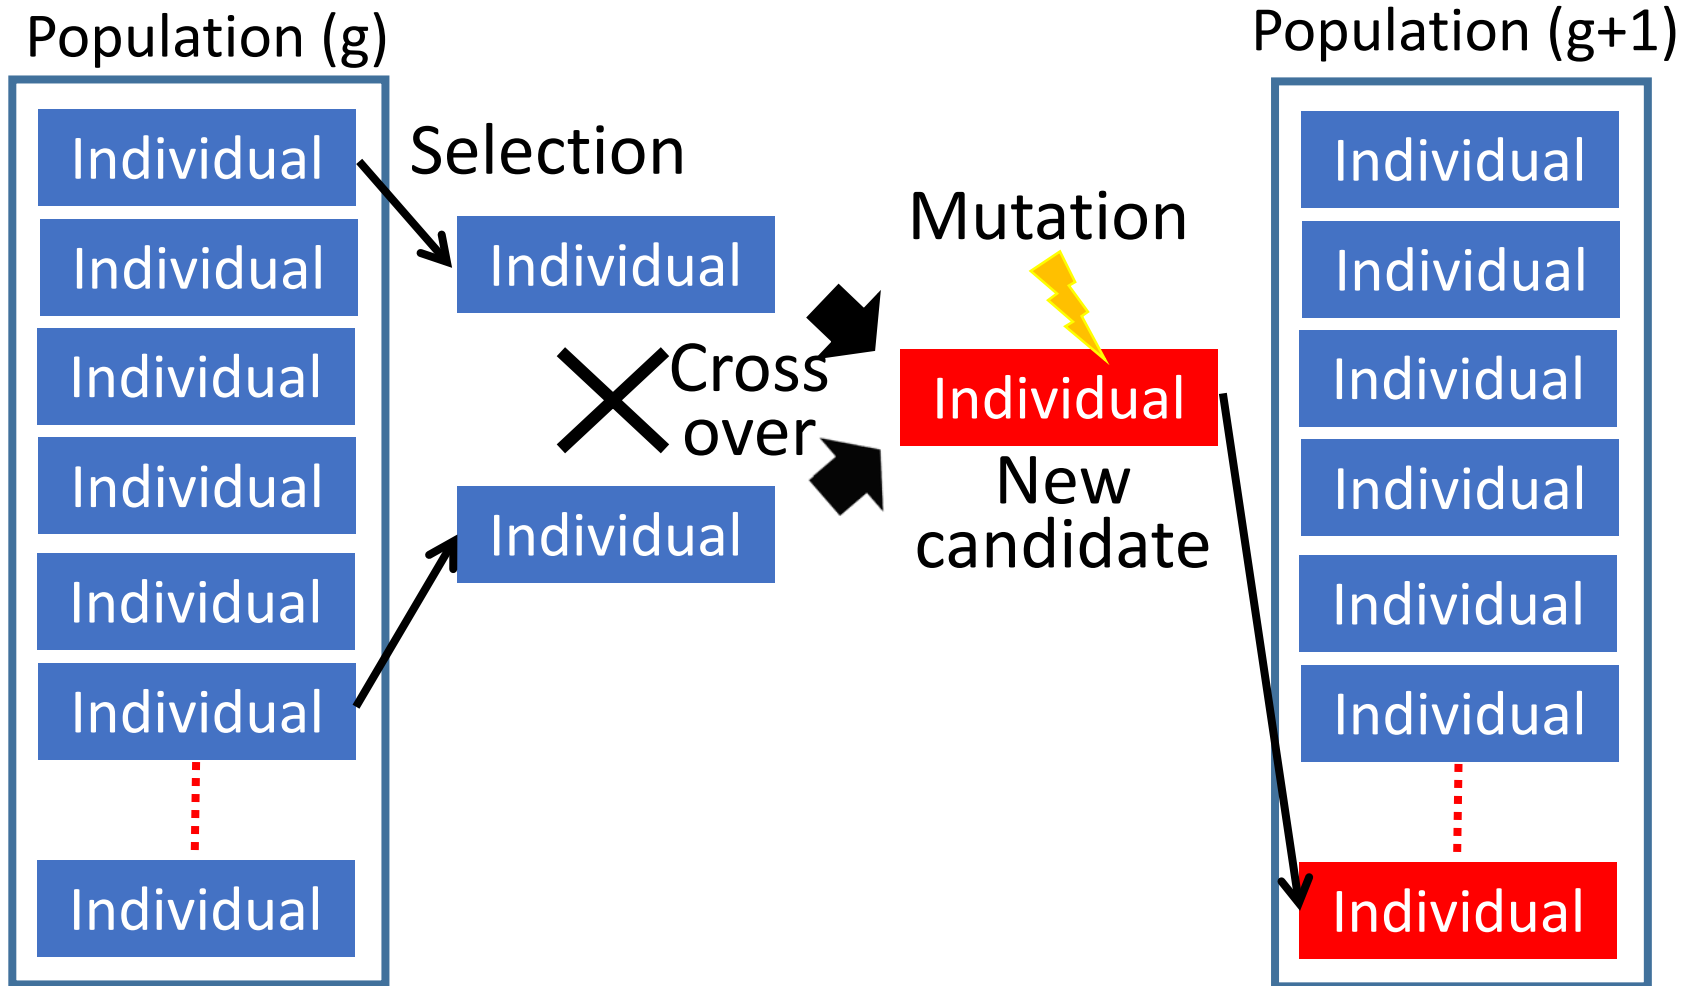 Population (g)
Individual
Individual
Individual
Individual
Individual
Individual
Individual
Selection
Individual
Cross
over
Individual
Mutation
Individual
New
candidate
Population (g+1)
Individual
Individual
Individual
Individual
Individual
Individual
Individual